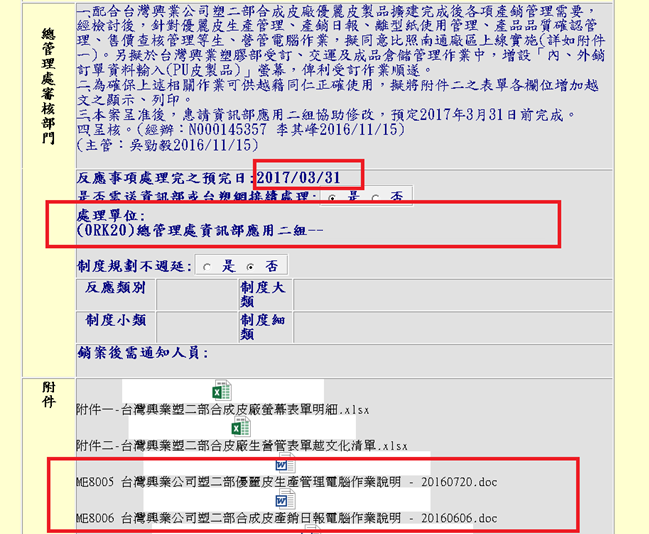 一.配合台灣興業公司塑二部合成皮廠優麗皮製品擴建完成後各項產銷管理需要,
經檢討後,針對優麗皮生產管理、產銷日報、離型紙使用管理、產品品質確認管
理、售價查核管理等生、營管電腦作業,擬同意比照南通廠區上線實施(詳如附件
一)。另擬於台灣興業塑膠部受訂、交運及成品倉儲管理作業中,增設「內、外銷
訂單資料輸入(PU皮製品)」螢幕,俾利受訂作業順遂。
二.為確保上述相關作業可供越籍同仁正確使用,擬將附件二之表單各欄位增加越
文之顯示、列印。
三.本案呈准後,惠請資訊部應用二組協助修改,預定2017年3月31日前完成。
四.呈核。(經辦:N000145357 李其峰2016/11/15)
(主管:吳勁毅2016/11/15)
總管理處審核部門
反應事項處理完之預完日:2017/03/31
是否需送資訊部或台塑網接續處理: 是 否
處理單位:
(0RK20)總管理處資訊部應用二組--
制度規劃不週延: 是 否
反應類別 制度大類
制度小類 制度細類
銷案後需通知人員:
附件
附件一-台灣興業塑二部合成皮廠螢幕表單明細.xlsx
附件二-台灣興業塑二部合成皮廠生營管表單越文化清單.xlsx
ME8005 台灣興業公司塑二部優麗皮生產管理電腦作業說明 - 20160720.doc
ME8006 台灣興業公司塑二部合成皮產銷日報電腦作業說明 - 20160606.doc